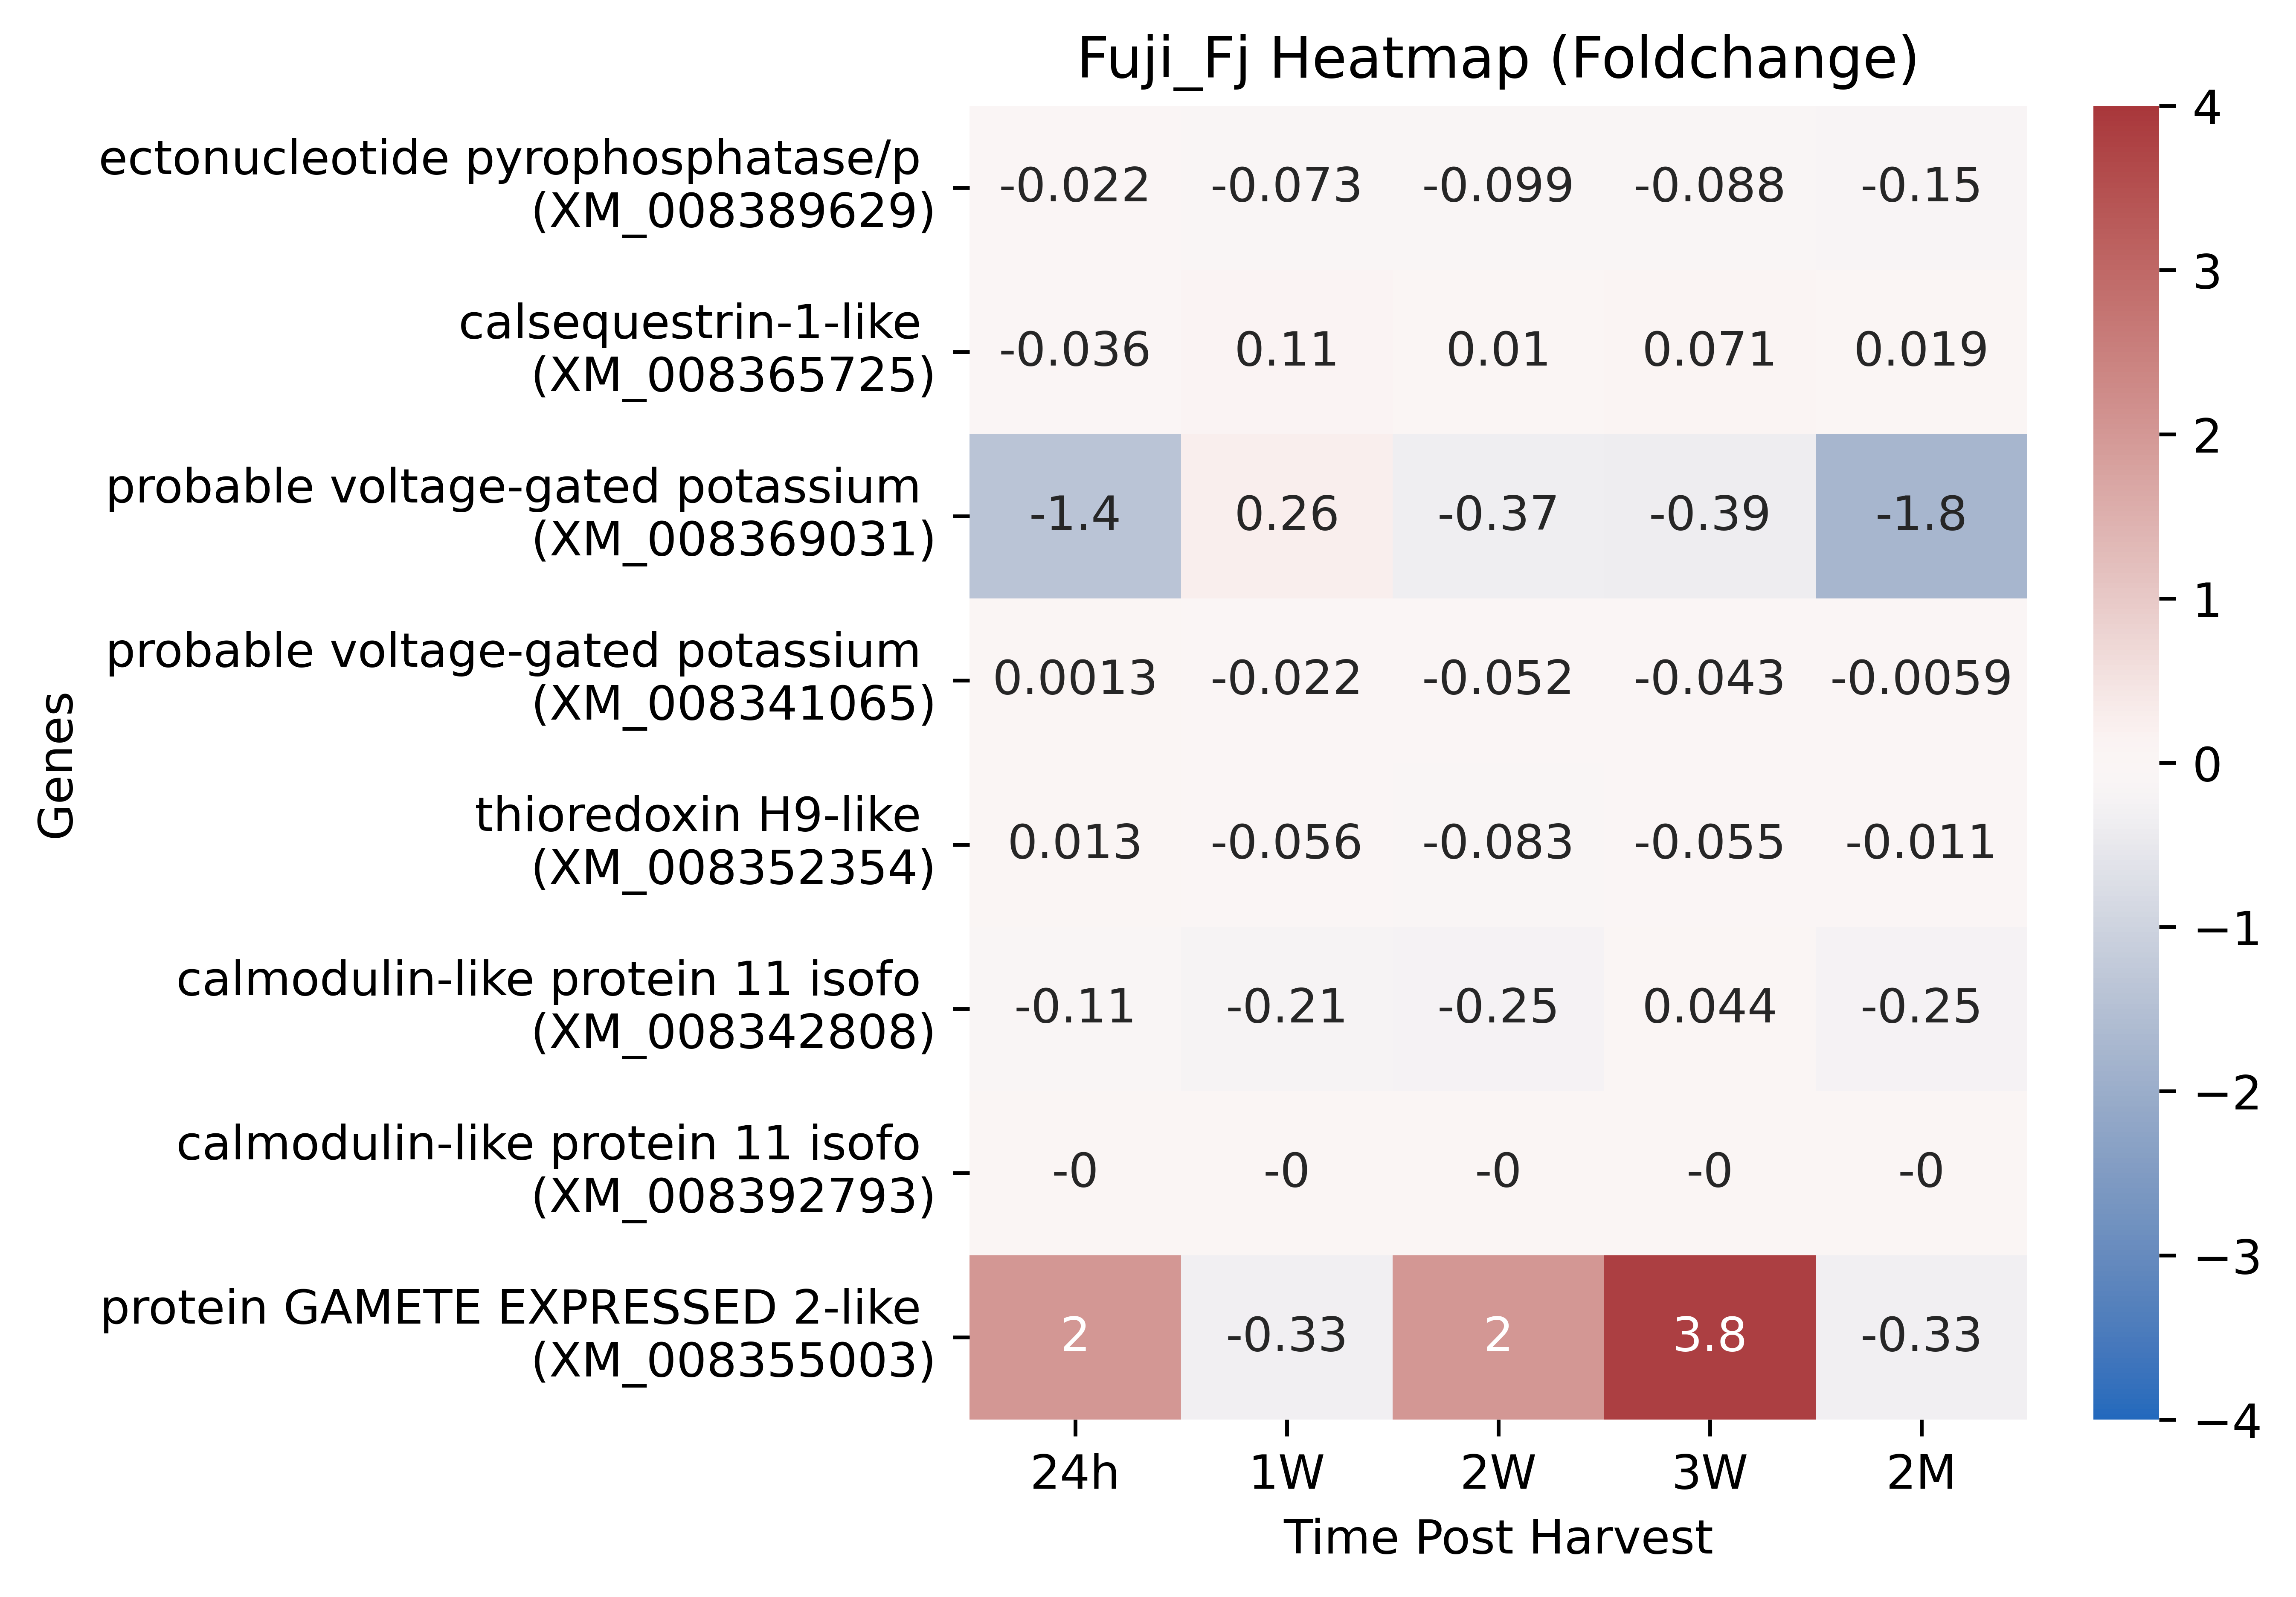 Fuji_Fj Heatmap (Foldchange)
ectonucleotide pyrophosphatase/p
(XM_008389629)
-0.022 -0.073 -0.099 -0.088 -0.15
calsequestrin-1-like
(XM_008365725)
-0.036 0.11 0.01 0.071 0.019
probable voltage-gated potassium
(XM_008369031)
-1.4 0.26 -0.37 -0.39 -1.8
probable voltage-gated potassium
(XM_008341065)
0.0013 -0.022 -0.052 -0.043 -0.0059
thioredoxin H9-like
(XM_008352354)
0.013 -0.056 -0.083 -0.055 -0.011
calmodulin-like protein 11 isofo
(XM_008342808)
-0.11 -0.21 -0.25 0.044 -0.25
calmodulin-like protein 11 isofo
(XM_008392793)
-0 -0 -0 -0 -0
protein GAMETE EXPRESSED 2-like
(XM_008355003)
2 -0.33 2 3.8 -0.33
Genes
24h 1W 2W 3W 2M
Time Post Harvest
4
3
2
1
0
−1
−2
−3
−4